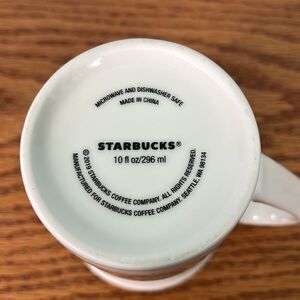 MICROWAVE AND DISHWASHER SAFE
MADE IN CHINA
STARBUCKS®
10 fl oz/296 ml
© 2019 STARBUCKS COFFEE COMPANY. ALL RIGHTS RESERVED.
MANUFACTURED FOR STARBUCKS COFFEE COMPANY, SEATTLE, WA 98134